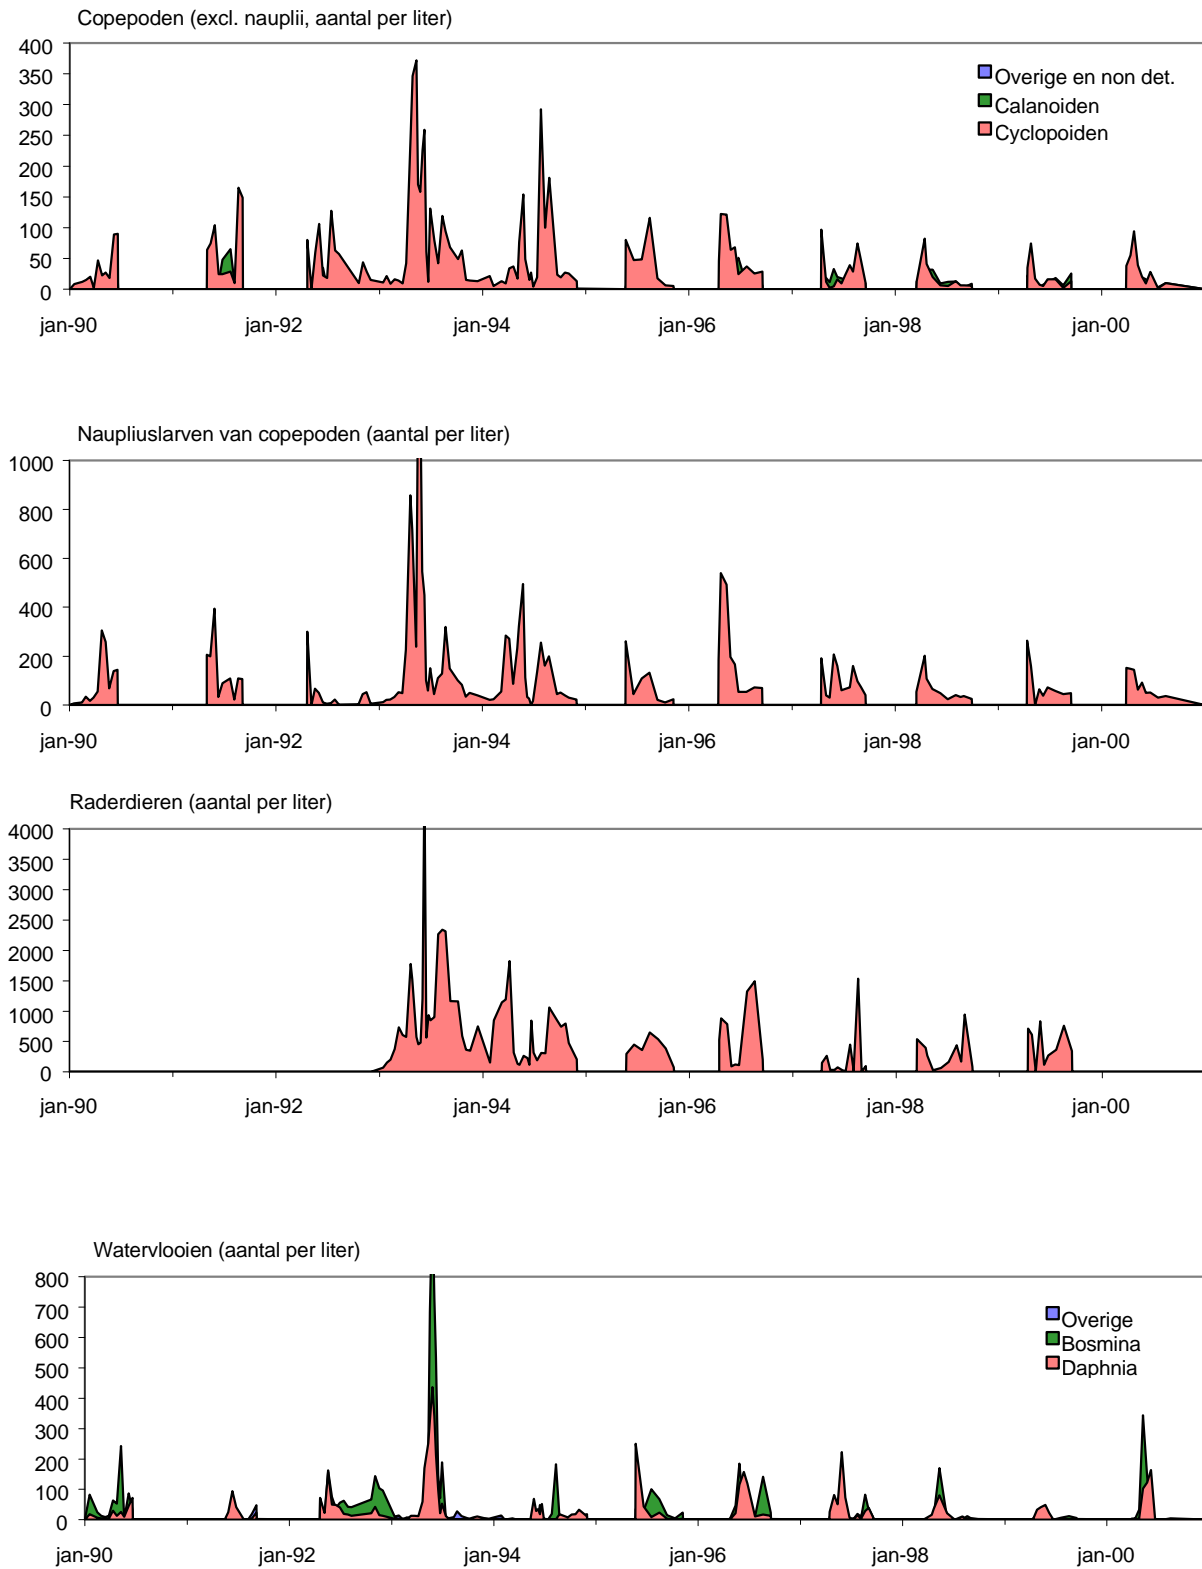 Copepoden (excl. nauplii, aantal per liter)
400
350
300
250
200
150
100
50
0
Overige en non det.
Calanoiden
Cyclopoiden
jan-90 jan-92 jan-94 jan-96 jan-98 jan-00
Naupliuslarven van copepoden (aantal per liter)
1000
800
600
400
200
0
jan-90 jan-92 jan-94 jan-96 jan-98 jan-00
Raderdieren (aantal per liter)
4000
3500
3000
2500
2000
1500
1000
500
0
jan-90 jan-92 jan-94 jan-96 jan-98 jan-00
Watervlooien (aantal per liter)
800
700
600
500
400
300
200
100
0
Overige
Bosmina
Daphnia
jan-90 jan-92 jan-94 jan-96 jan-98 jan-00